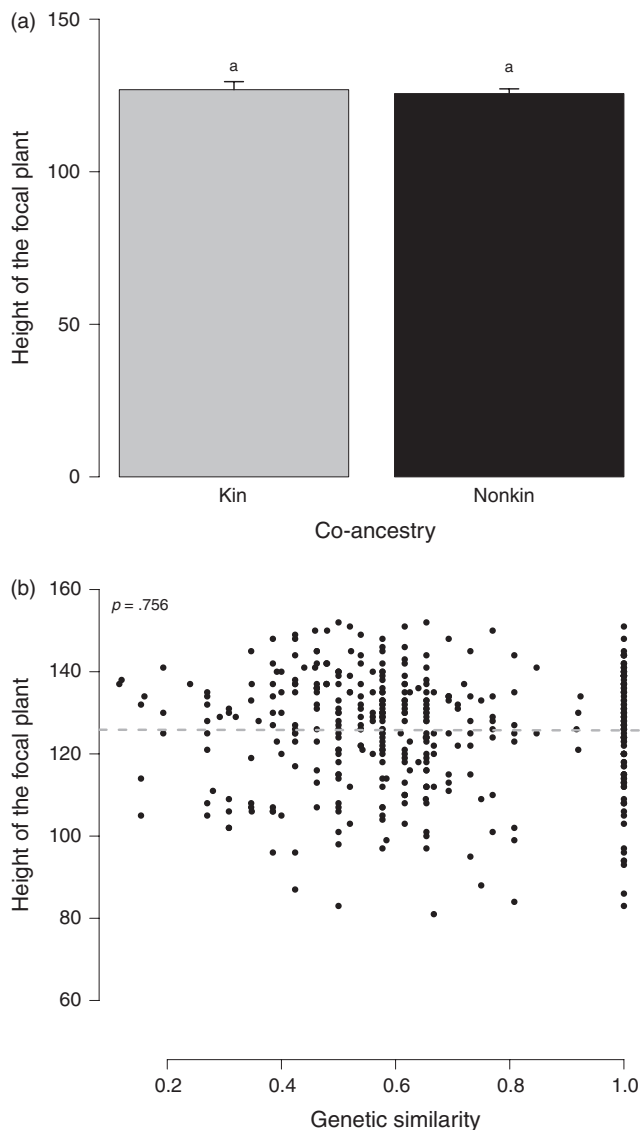 (a)
150
100
50
0
Height of the focal plant
a
a
Kin
Nonkin
Co-ancestry
(b)
160
140
120
100
80
60
Height of the focal plant
p = .756
0.2 0.4 0.6 0.8 1.0
Genetic similarity